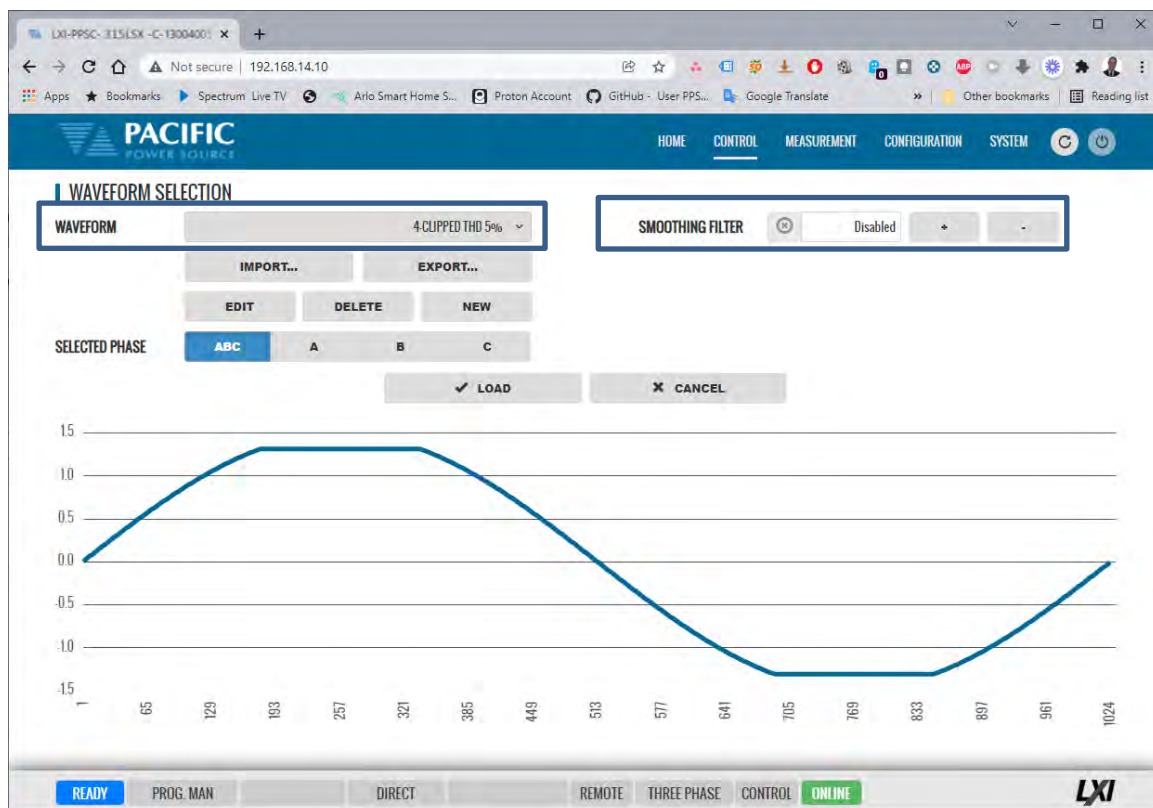 LXI-PPSC- 315LSX -C-1300400
Not secure | 192.168.14.10
Apps Bookmarks Spectrum Live TV Arlo Smart Home S... Proton Account GitHub - User PPS... Google Translate » Other bookmarks Reading list
PACIFIC
POWER SOURCE
HOME CONTROL MEASUREMENT CONFIGURATION SYSTEM
WAVEFORM SELECTION
WAVEFORM 4-CLIPPED THD 5% SMOOTHING FILTER Disabled + -
IMPORT... EXPORT...
EDIT DELETE NEW
SELECTED PHASE ABC A B C
LOAD CANCEL
1.5
1.0
0.5
0.0
-0.5
-1.0
-1.5
1 65 129 193 257 321 385 449 513 577 641 705 769 833 897 961 1024
READY PROG. MAN DIRECT REMOTE THREE PHASE CONTROL ONLINE LXI